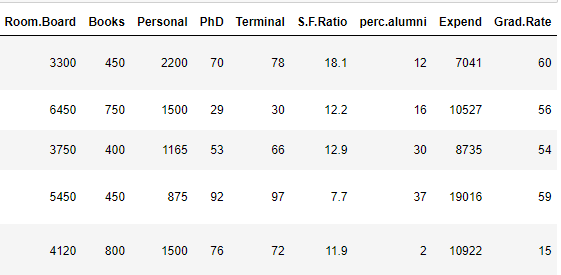 Room.Board Books Personal PhD Terminal S.F.Ratio perc.alumni Expend Grad.Rate
3300 450 2200 70 78 18.1 12 7041 60
6450 750 1500 29 30 12.2 16 10527 56
3750 400 1165 53 66 12.9 30 8735 54
5450 450 875 92 97 7.7 37 19016 59
4120 800 1500 76 72 11.9 2 10922 15